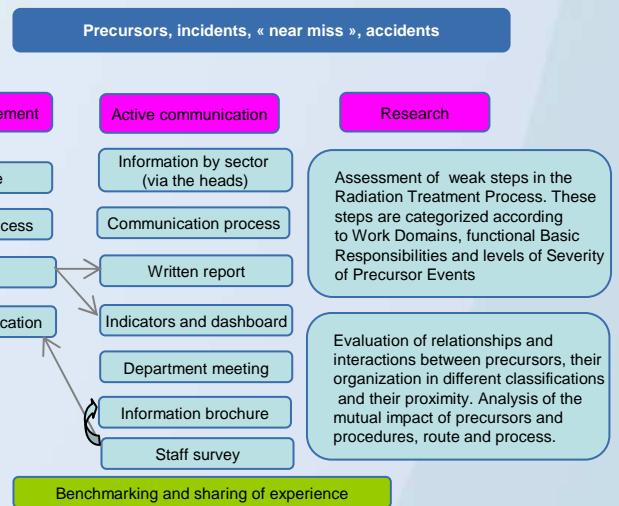 Precursors, incidents, « near miss », accidents
ement
Active communication
Research
e
cess
cation
Information by sector
(via the heads)
Communication process
Written report
Indicators and dashboard
Department meeting
Information brochure
Staff survey
Assessment of weak steps in the
Radiation Treatment Process. These
steps are categorized according
to Work Domains, functional Basic
Responsibilities and levels of Severity
of Precursor Events
Evaluation of relationships and
interactions between precursors, their
organization in different classifications
and their proximity. Analysis of the
mutual impact of precursors and
procedures, route and process.
Benchmarking and sharing of experience